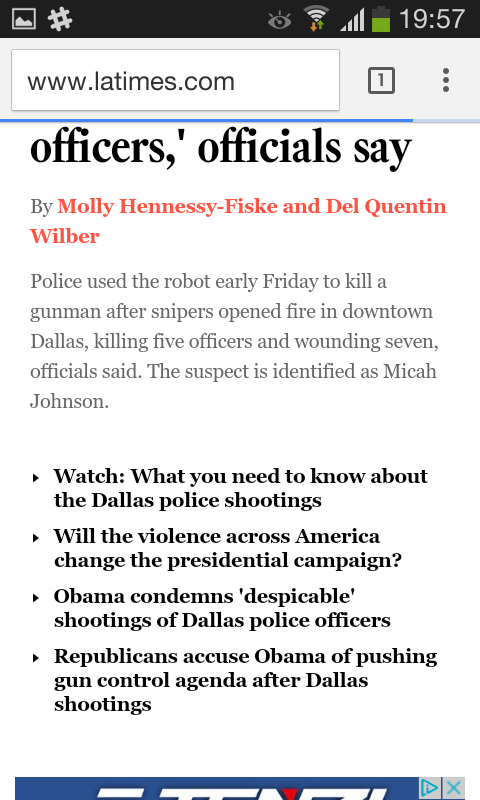 19:57
www.latimes.com
1
officers,' officials say
By Molly Hennessy-Fiske and Del Quentin
Wilber
Police used the robot early Friday to kill a
gunman after snipers opened fire in downtown
Dallas, killing five officers and wounding seven,
officials said. The suspect is identified as Micah
Johnson.
Watch: What you need to know about
the Dallas police shootings
Will the violence across America
change the presidential campaign?
Obama condemns 'despicable'
shootings of Dallas police officers
Republicans accuse Obama of pushing
gun control agenda after Dallas
shootings